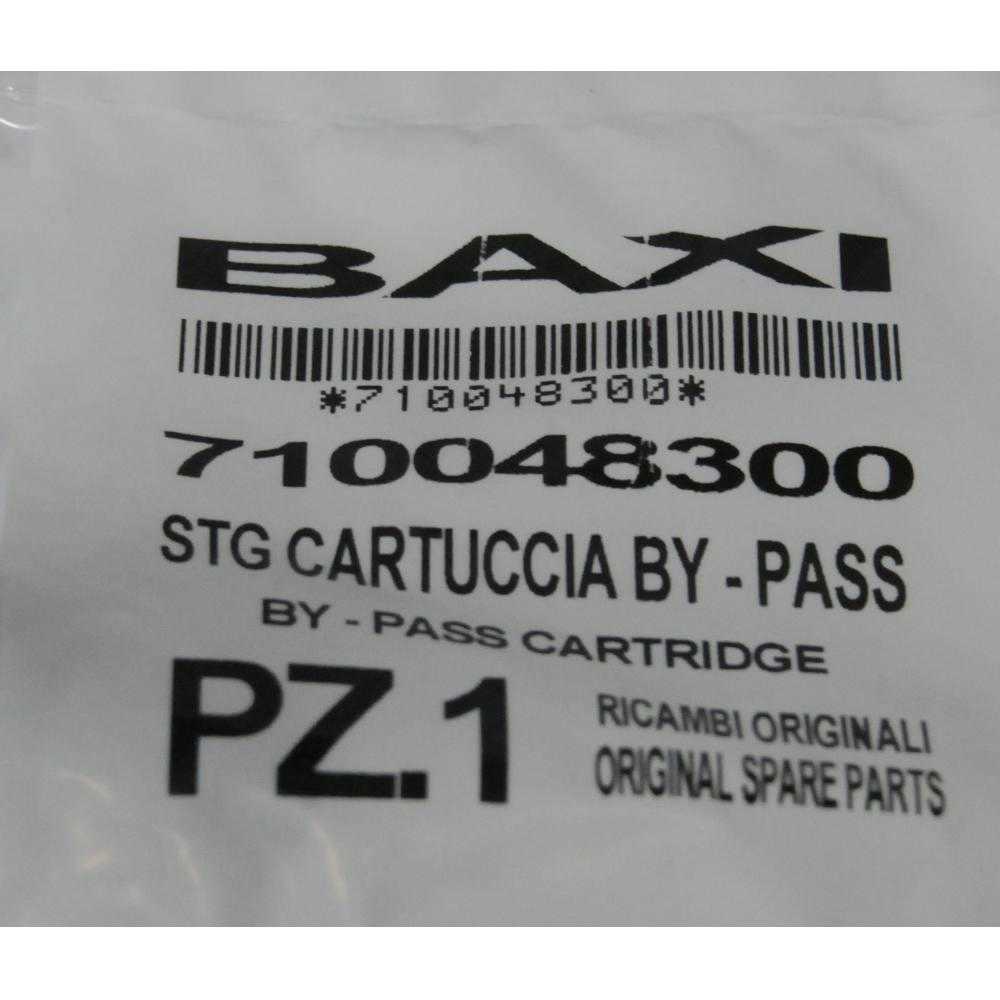 BAXI
*710048300*
710048300
STG CARTUCCIA BY - PASS
BY - PASS CARTRIDGE
PZ.1
RICAMBI ORIGINALI
ORIGINAL SPARE PARTS